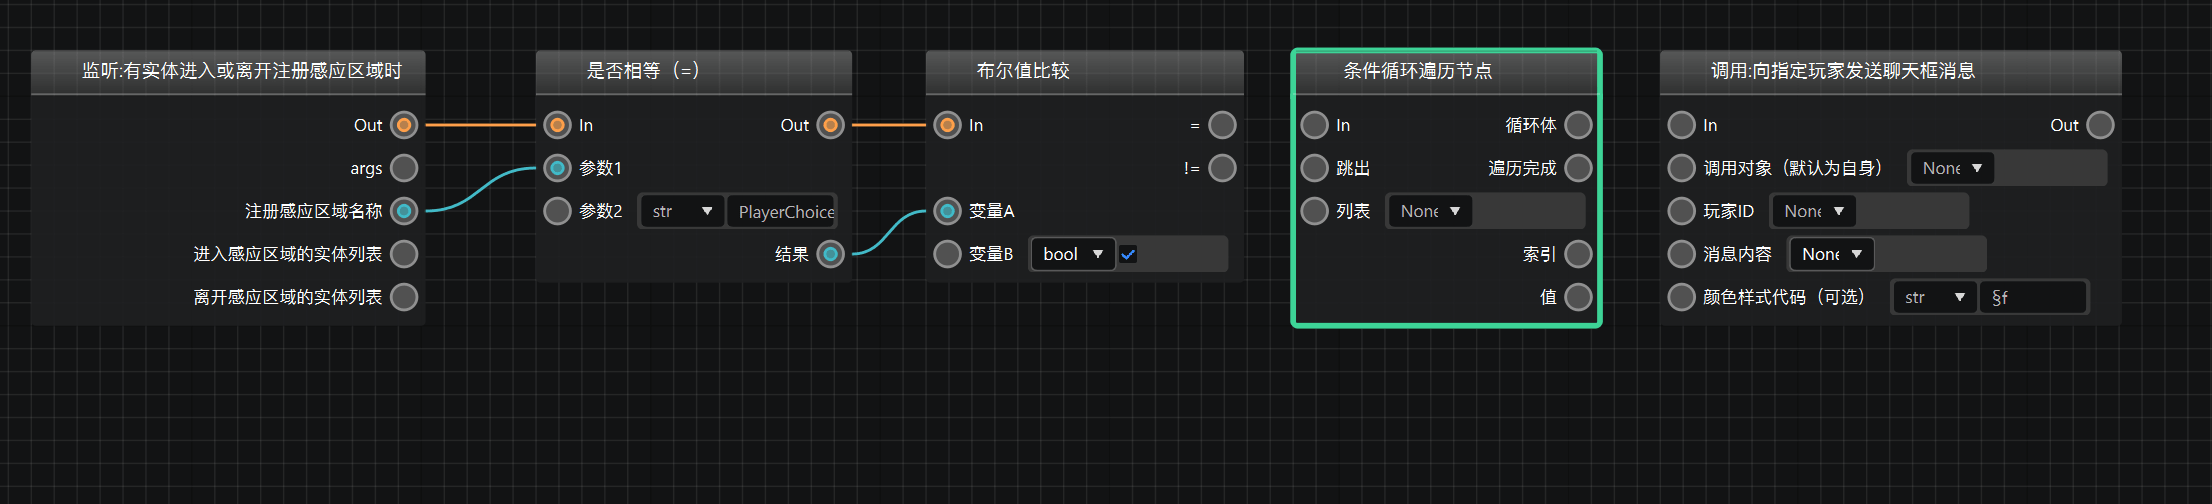 监听:有实体进入或离开注册感应区域时
Out
args
注册感应区域名称
进入感应区域的实体列表
离开感应区域的实体列表
是否相等（=）
In Out
参数1
参数2 str PlayerChoice
结果
布尔值比较
In =
!=
变量A
变量B bool
条件循环遍历节点
In 循环体
跳出 遍历完成
列表 None
索引
值
调用:向指定玩家发送聊天框消息
In Out
调用对象（默认为自身） None
玩家ID None
消息内容 None
颜色样式代码（可选） str §f